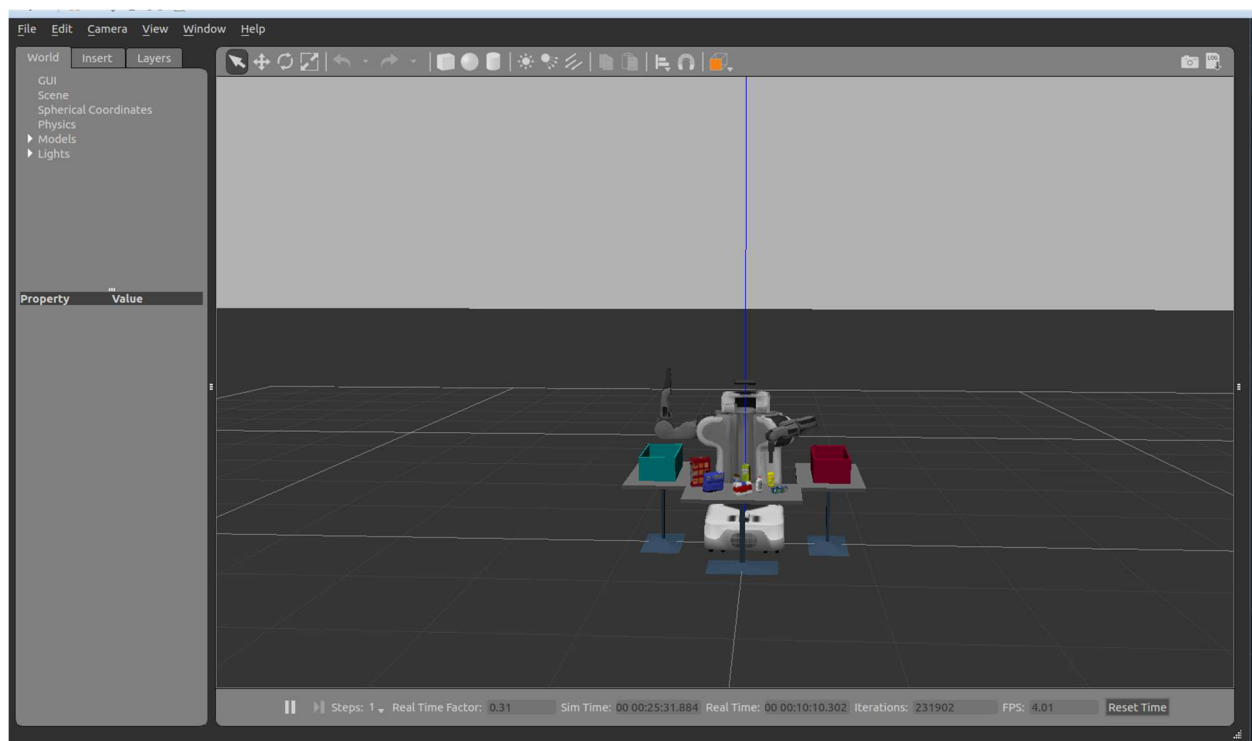 File Edit Camera View Window Help
World Insert Layers
GUI
Scene
Spherical Coordinates
Physics
Models
Lights
Property Value
LOG
Steps: 1 Real Time Factor: 0.31 Sim Time: 00 00:25:31.884 Real Time: 00 00:10:10.302 Iterations: 231902 FPS: 4.01 Reset Time